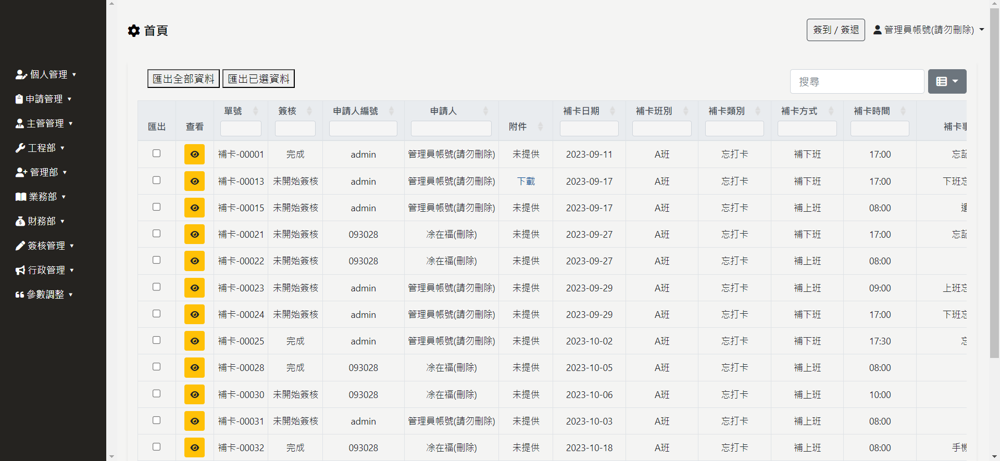 首頁
簽到 / 簽退
管理員帳號(請勿刪除)
個人管理
申請管理
主管管理
工程部
管理部
業務部
財務部
簽核管理
行政管理
參數調整
匯出全部資料 匯出已選資料
搜尋
匯出 查看 單號 簽核 申請人編號 申請人 附件 補卡日期 補卡班別 補卡類別 補卡方式 補卡時間 補卡事
補卡-00001 完成 admin 管理員帳號(請勿刪除) 未提供 2023-09-11 A班 忘打卡 補下班 17:00 忘記
補卡-00013 未開始簽核 admin 管理員帳號(請勿刪除) 下載 2023-09-17 A班 忘打卡 補下班 17:00 下班忘
補卡-00015 未開始簽核 admin 管理員帳號(請勿刪除) 未提供 2023-09-17 A班 忘打卡 補上班 08:00
補卡-00021 未開始簽核 093028 凃在福(刪除) 未提供 2023-09-27 A班 忘打卡 補下班 17:00 忘記
補卡-00022 未開始簽核 093028 凃在福(刪除) 未提供 2023-09-27 A班 忘打卡 補上班 08:00
補卡-00023 未開始簽核 admin 管理員帳號(請勿刪除) 未提供 2023-09-29 A班 忘打卡 補上班 09:00 上班忘
補卡-00024 未開始簽核 admin 管理員帳號(請勿刪除) 未提供 2023-09-29 A班 忘打卡 補下班 17:00 下班忘
補卡-00025 完成 admin 管理員帳號(請勿刪除) 未提供 2023-10-02 A班 忘打卡 補下班 17:30 忘
補卡-00028 完成 093028 凃在福(刪除) 未提供 2023-10-05 A班 忘打卡 補上班 08:00
補卡-00030 未開始簽核 093028 凃在福(刪除) 未提供 2023-10-06 A班 忘打卡 補上班 10:00
補卡-00031 未開始簽核 admin 管理員帳號(請勿刪除) 未提供 2023-10-03 A班 忘打卡 補上班 08:00
補卡-00032 完成 093028 凃在福(刪除) 未提供 2023-10-18 A班 忘打卡 補上班 08:00 手機